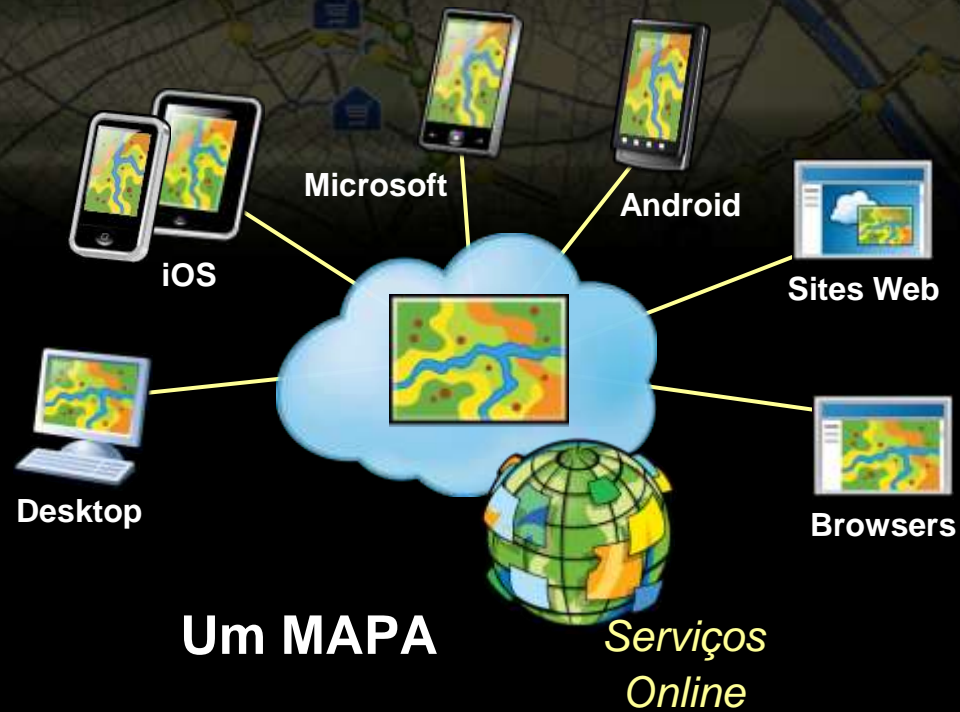 Microsoft
Android
iOS
Sites Web
Desktop
Browsers
Um MAPA
Serviços
Online